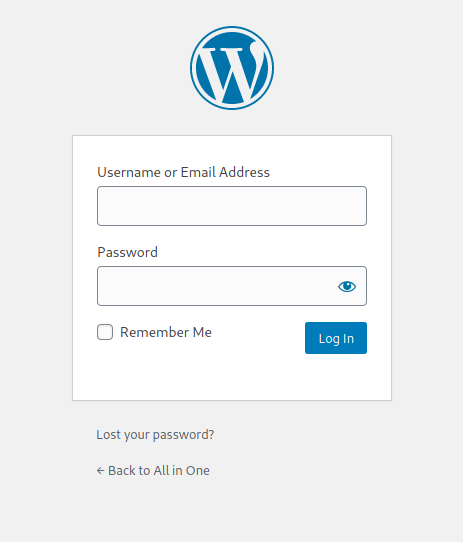 Username or Email Address
Password
Remember Me
Log In
Lost your password?
← Back to All in One